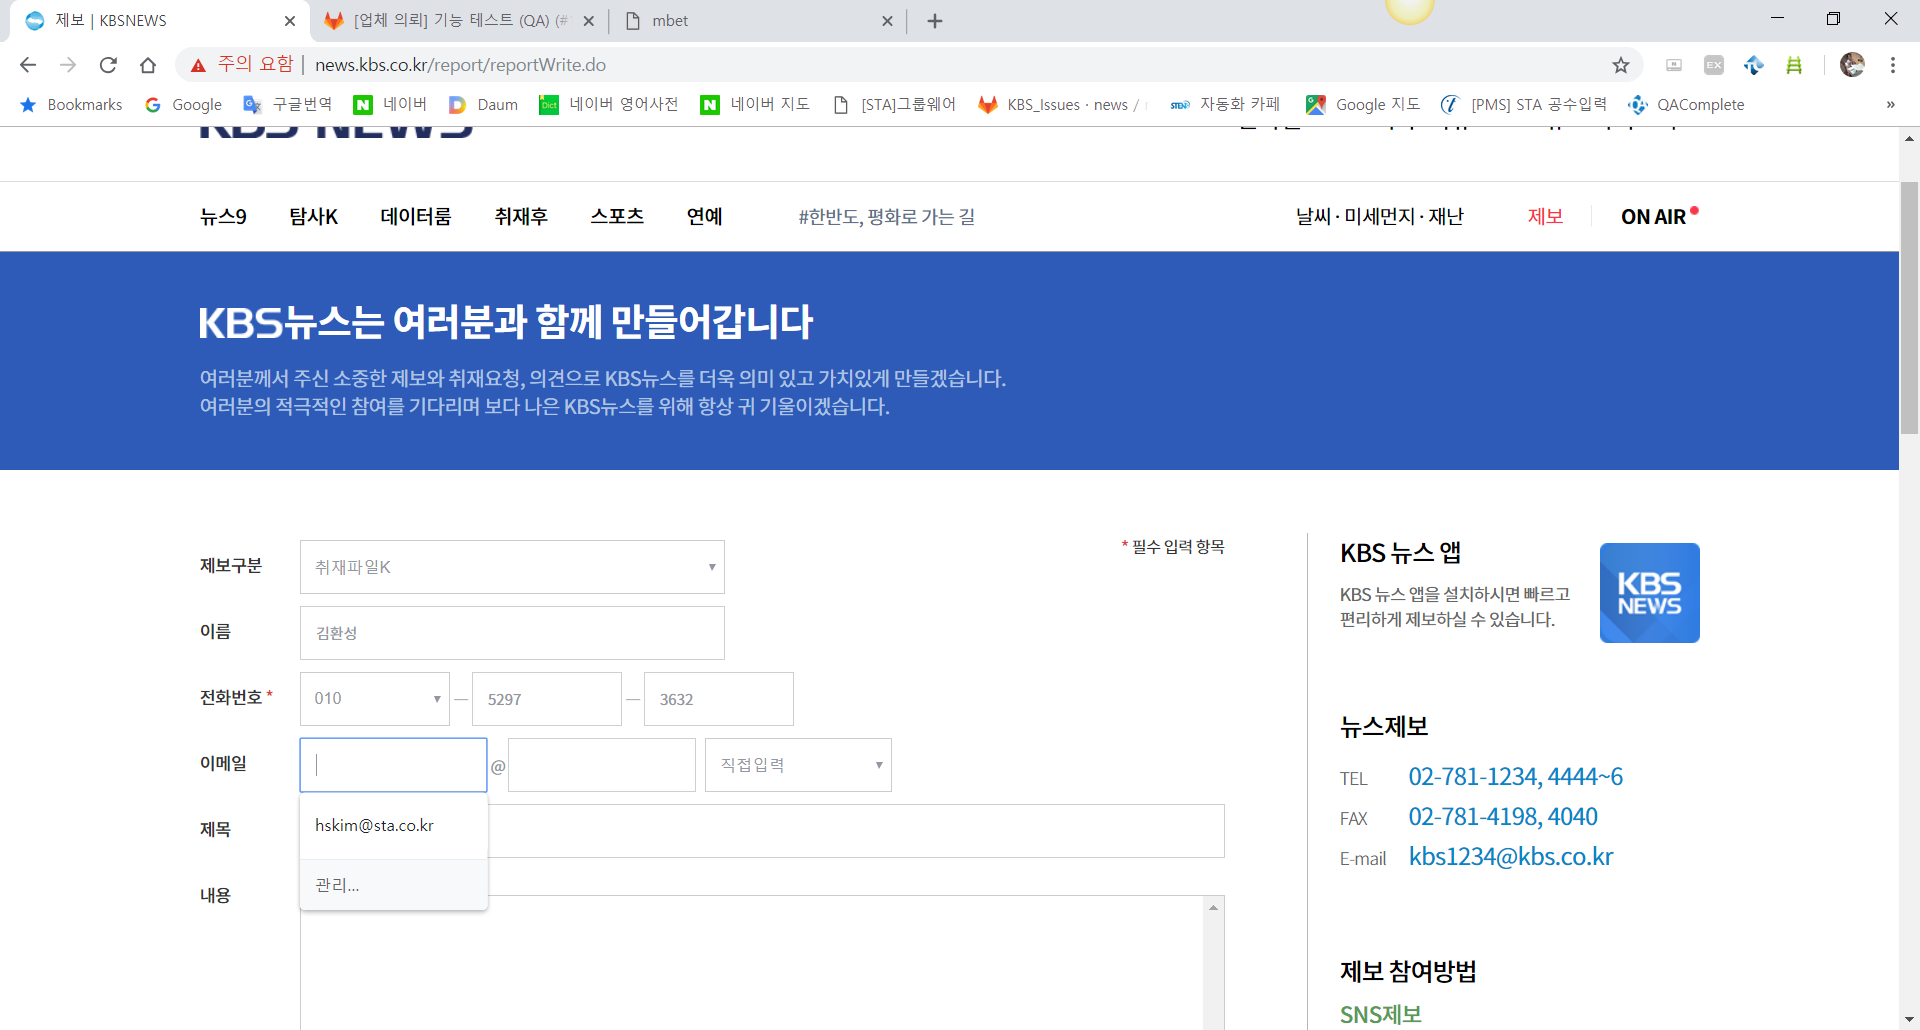 제보 | KBSNEWS
[업체 의뢰] 기능 테스트 (QA) (#
mbet
주의 요함 | news.kbs.co.kr/report/reportWrite.do
Bookmarks Google 구글번역 네이버 Daum 네이버 영어사전 네이버 지도 [STA]그룹웨어 KBS_Issues · news / 자동화 카페 Google 지도 [PMS] STA 공수입력 QAComplete »
KBS NEWS
뉴스9 탐사K 데이터룸 취재후 스포츠 연예 #한반도, 평화로 가는 길 날씨 · 미세먼지 · 재난 제보 ON AIR
KBS뉴스는 여러분과 함께 만들어갑니다
여러분께서 주신 소중한 제보와 취재요청, 의견으로 KBS뉴스를 더욱 의미 있고 가치있게 만들겠습니다.
여러분의 적극적인 참여를 기다리며 보다 나은 KBS뉴스를 위해 항상 귀 기울이겠습니다.
* 필수 입력 항목
제보구분 취재파일K
이름 김환성
전화번호 * 010 — 5297 — 3632
이메일 @ 직접입력
hskim@sta.co.kr
관리...
제목
내용
KBS 뉴스 앱
KBS 뉴스 앱을 설치하시면 빠르고
편리하게 제보하실 수 있습니다.
KBS
NEWS
뉴스제보
TEL 02-781-1234, 4444~6
FAX 02-781-4198, 4040
E-mail kbs1234@kbs.co.kr
제보 참여방법
SNS제보